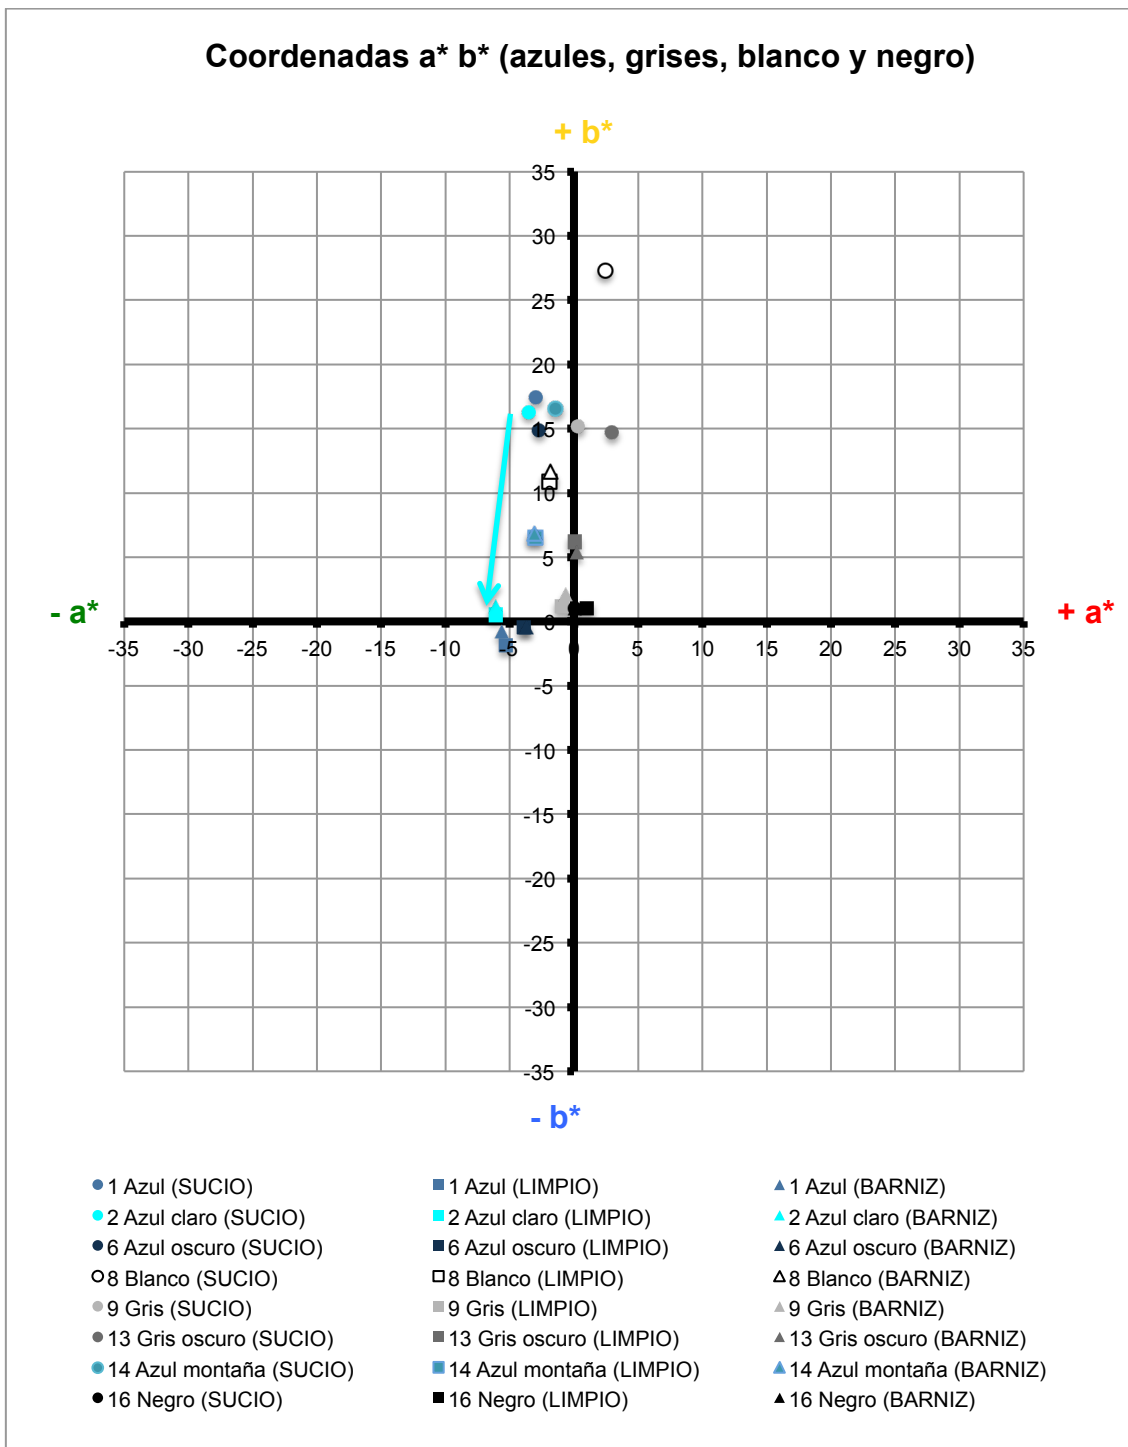 Coordenadas a* b* (azules, grises, blanco y negro)
+ b*
35
30
25
20
15
10
5
0
- a*
+ a*
-35 -30 -25 -20 -15 -10 -5 0 5 10 15 20 25 30 35
-5
-10
-15
-20
-25
-30
-35
- b*
1 Azul (SUCIO) 1 Azul (LIMPIO) 1 Azul (BARNIZ)
2 Azul claro (SUCIO) 2 Azul claro (LIMPIO) 2 Azul claro (BARNIZ)
6 Azul oscuro (SUCIO) 6 Azul oscuro (LIMPIO) 6 Azul oscuro (BARNIZ)
8 Blanco (SUCIO) 8 Blanco (LIMPIO) 8 Blanco (BARNIZ)
9 Gris (SUCIO) 9 Gris (LIMPIO) 9 Gris (BARNIZ)
13 Gris oscuro (SUCIO) 13 Gris oscuro (LIMPIO) 13 Gris oscuro (BARNIZ)
14 Azul montaña (SUCIO) 14 Azul montaña (LIMPIO) 14 Azul montaña (BARNIZ)
16 Negro (SUCIO) 16 Negro (LIMPIO) 16 Negro (BARNIZ)